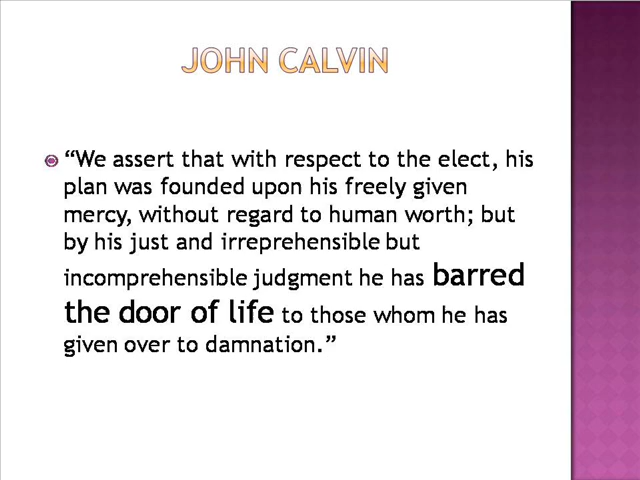 JOHN CALVIN
“We assert that with respect to the elect, his
plan was founded upon his freely given
mercy, without regard to human worth; but
by his just and irreprehensible but
incomprehensible judgment he has barred
the door of life to those whom he has
given over to damnation.”